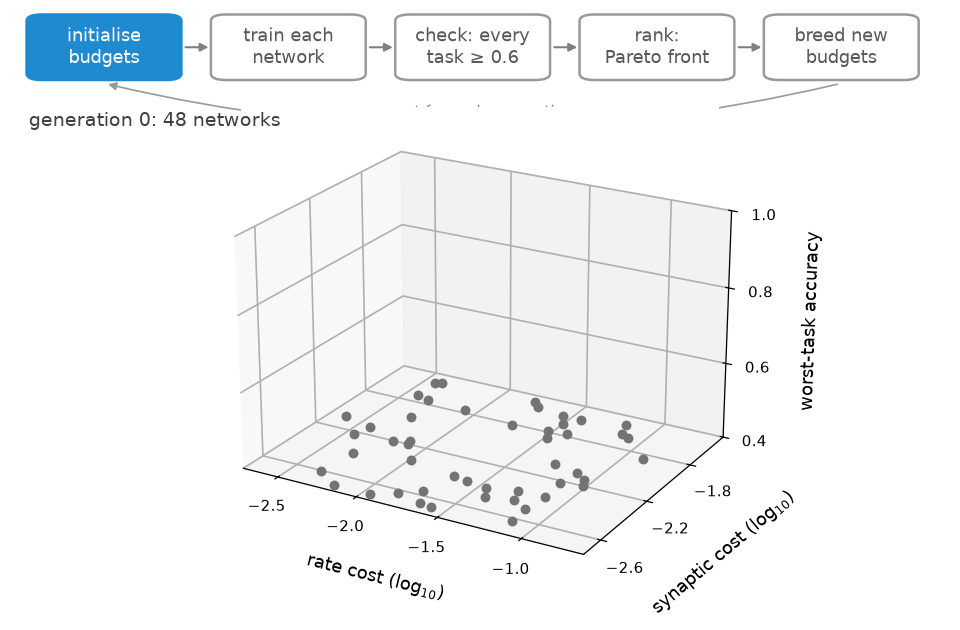 initialise
budgets
train each
network
check: every
task ≥ 0.6
rank:
Pareto front
breed new
budgets
generation 0: 48 networks
1.0
0.8
0.6
0.4
worst-task accuracy
−2.5
−2.0
−1.5
−1.0
rate cost (log₁₀)
−1.8
−2.2
−2.6
synaptic cost (log₁₀)